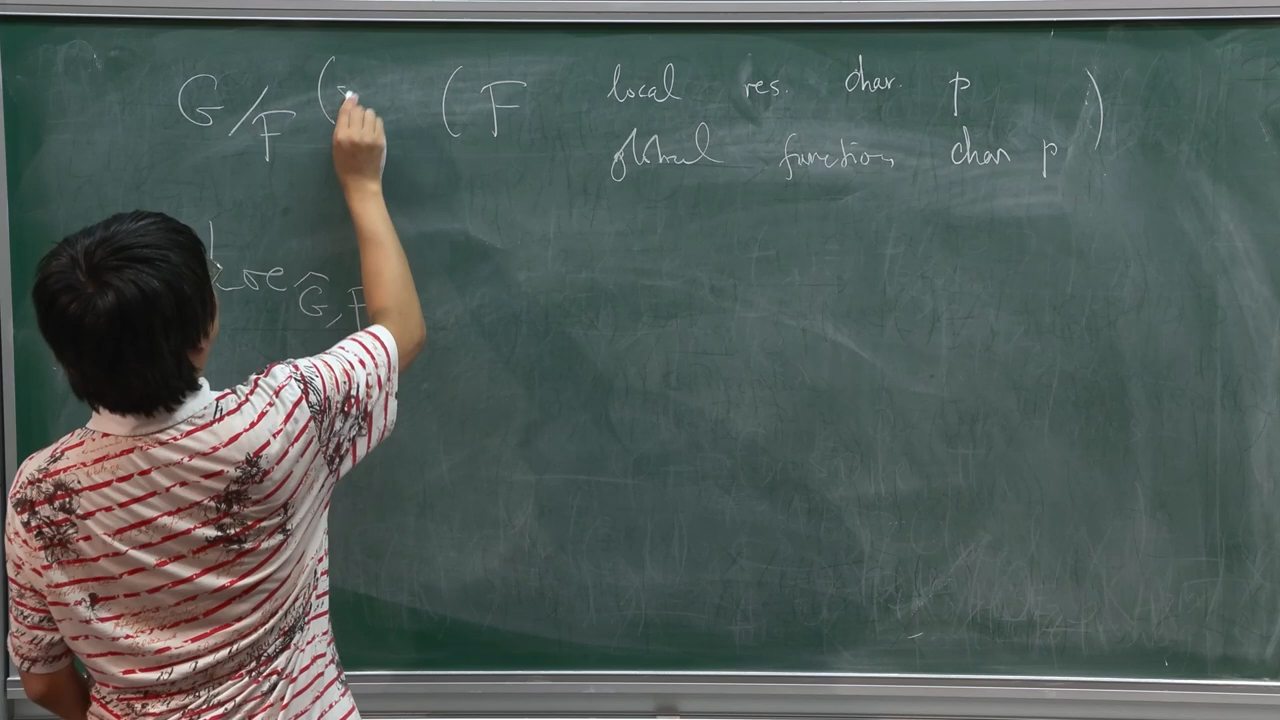 G/F ( (F local res. char. p
global function char p )
Loc Ĝ, F